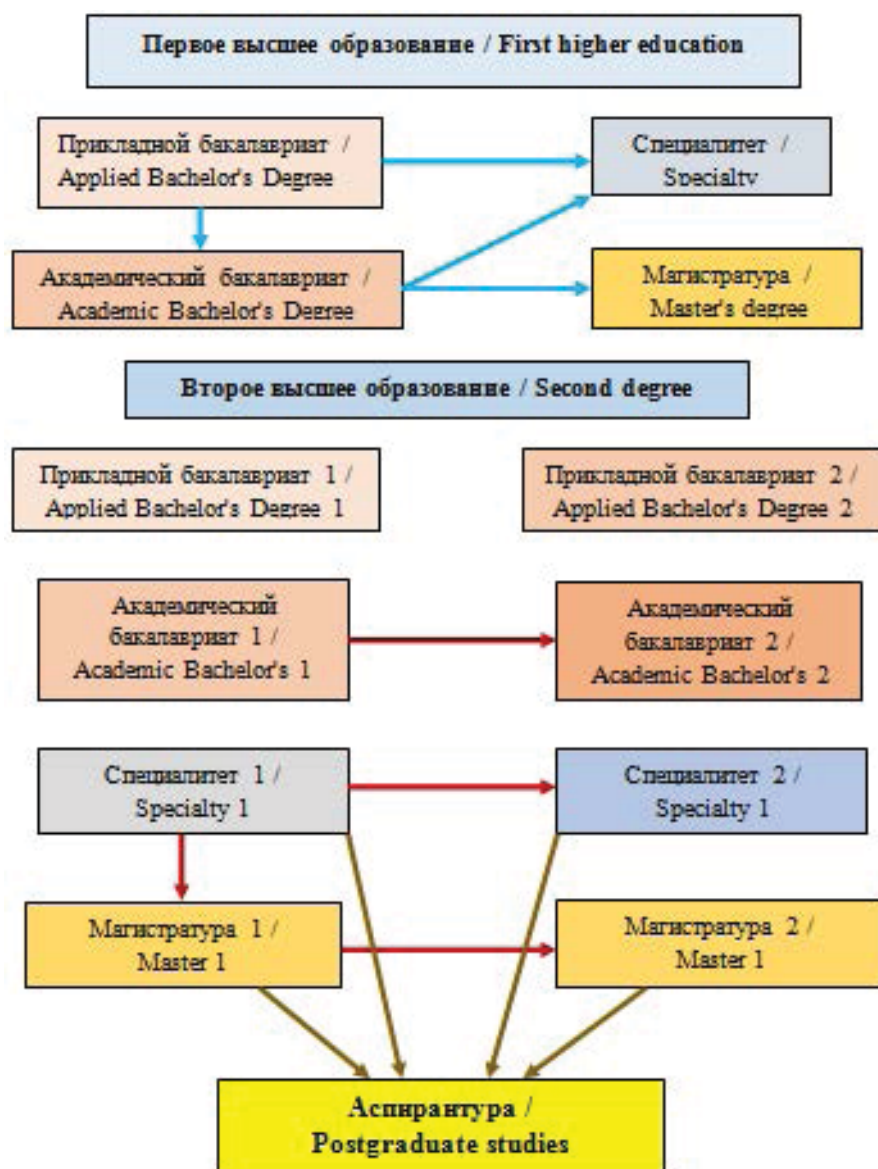 Первое высшее образование / First higher education
Прикладной бакалавриат /
Applied Bachelor's Degree
Специалитет /
Specialty
Академический бакалавриат /
Academic Bachelor's Degree
Магистратура /
Master's degree
Второе высшее образование / Second degree
Прикладной бакалавриат 1 /
Applied Bachelor's Degree 1
Прикладной бакалавриат 2 /
Applied Bachelor's Degree 2
Академический
бакалавриат 1 /
Academic Bachelor's 1
Академический
бакалавриат 2 /
Academic Bachelor's 2
Специалитет 1 /
Specialty 1
Специалитет 2 /
Specialty 1
Магистратура 1 /
Master 1
Магистратура 2 /
Master 1
Аспирантура /
Postgraduate studies